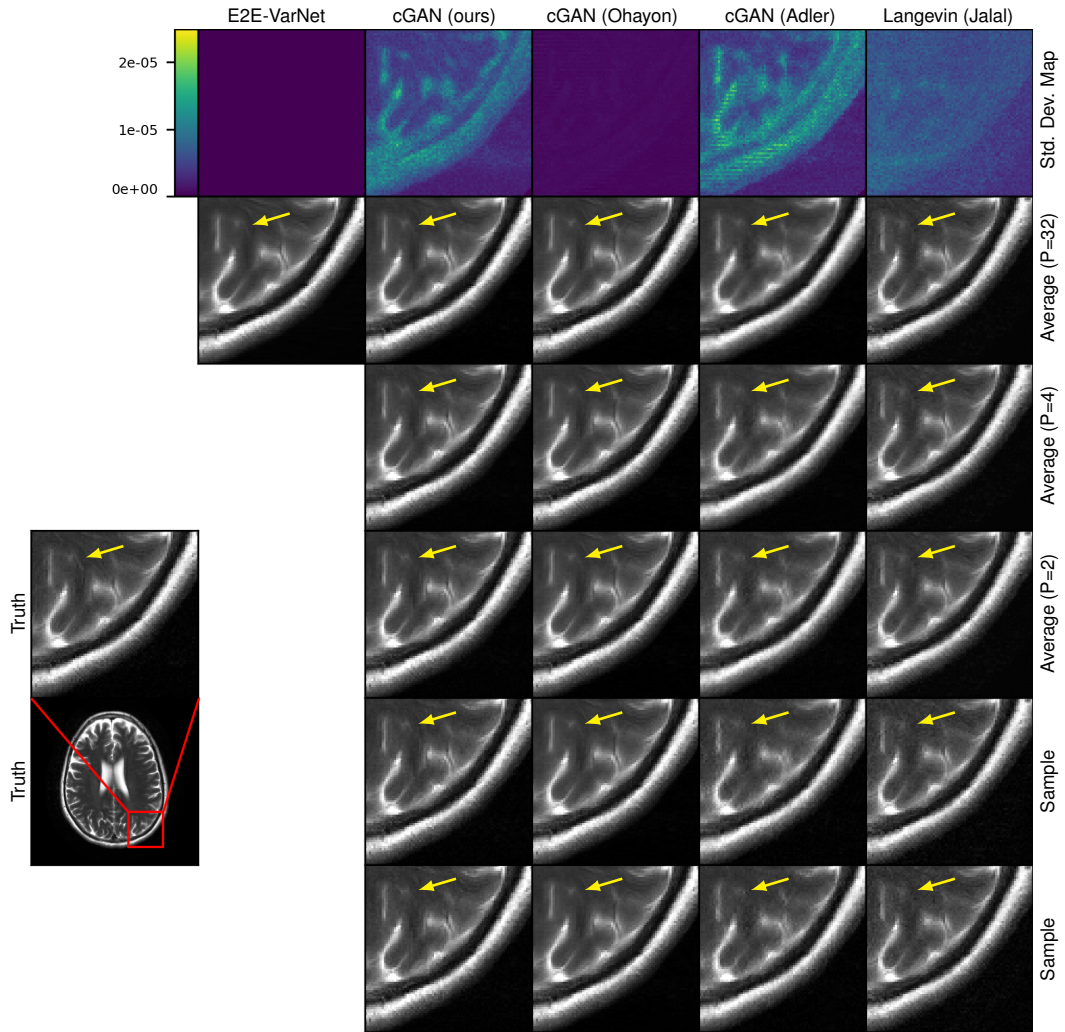 E2E-VarNet
cGAN (ours)
cGAN (Ohayon)
cGAN (Adler)
Langevin (Jalal)
2e-05
1e-05
0e+00
Std. Dev. Map
Average (P=32)
Average (P=4)
Truth
Average (P=2)
Truth
Sample
Sample